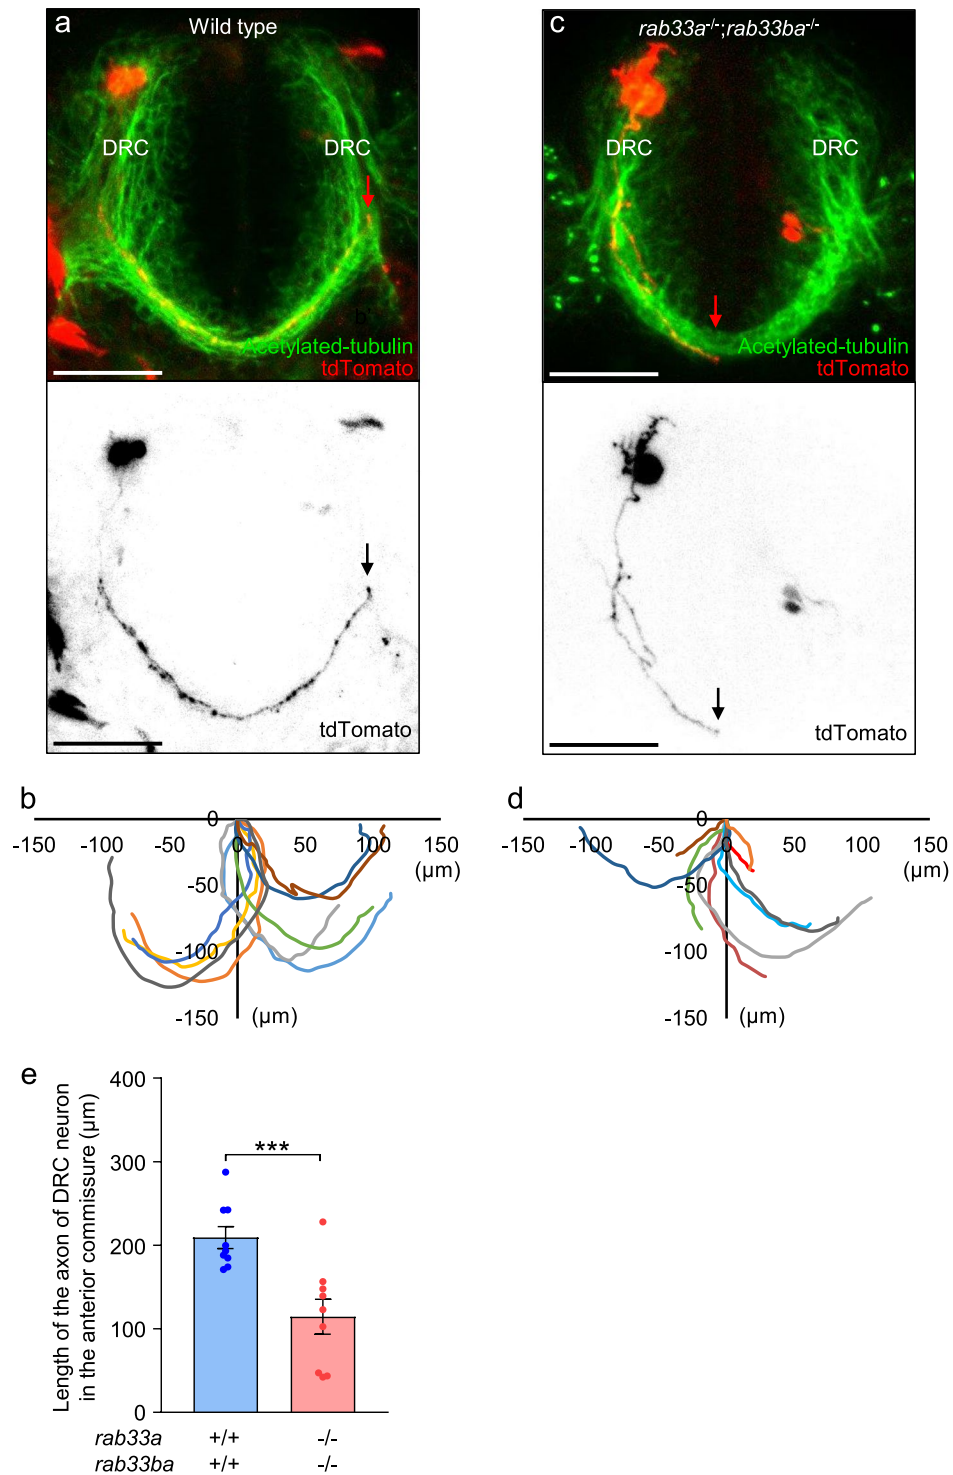 a
Wild type
DRC
DRC
b
Acetylated-tubulin
tdTomato
tdTomato
c
rab33a-/-;rab33ba-/-
DRC
DRC
Acetylated-tubulin
tdTomato
tdTomato
b
0
-150 -100 -50 0 50 100 150
(μm)
-50
-100
-150 (μm)
d
0
-150 -100 -50 0 50 100 150
(μm)
-50
-100
-150 (μm)
e
Length of the axon of DRC neuron
in the anterior commissure (μm)
400
300
200
100
0
***
rab33a +/+ -/-
rab33ba +/+ -/-